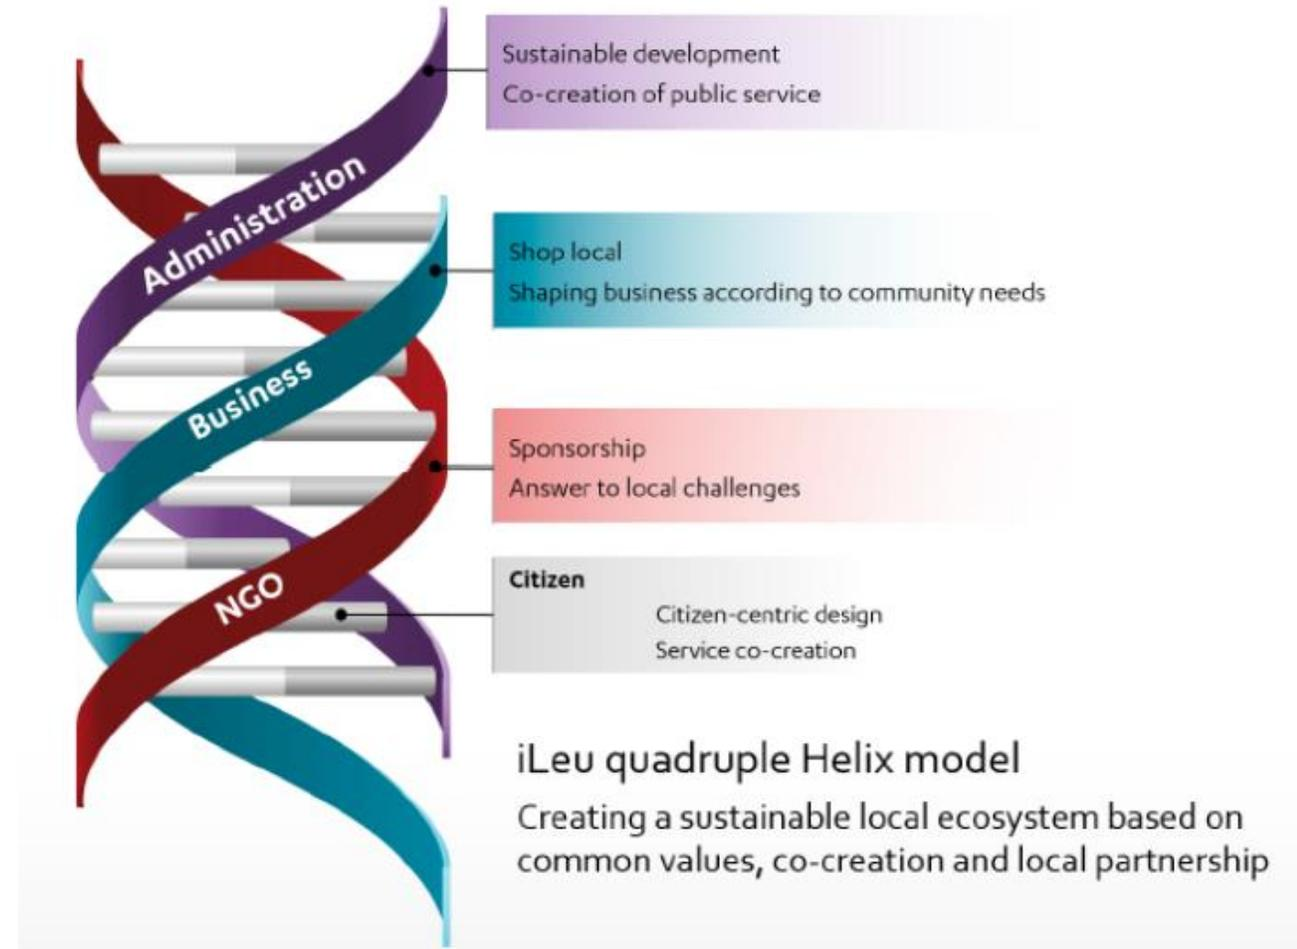 Administration
Sustainable development
Co-creation of public service
Business
Shop local
Shaping business according to community needs
NGO
Sponsorship
Answer to local challenges
Citizen
Citizen-centric design
Service co-creation
iLeu quadruple Helix model
Creating a sustainable local ecosystem based on
common values, co-creation and local partnership